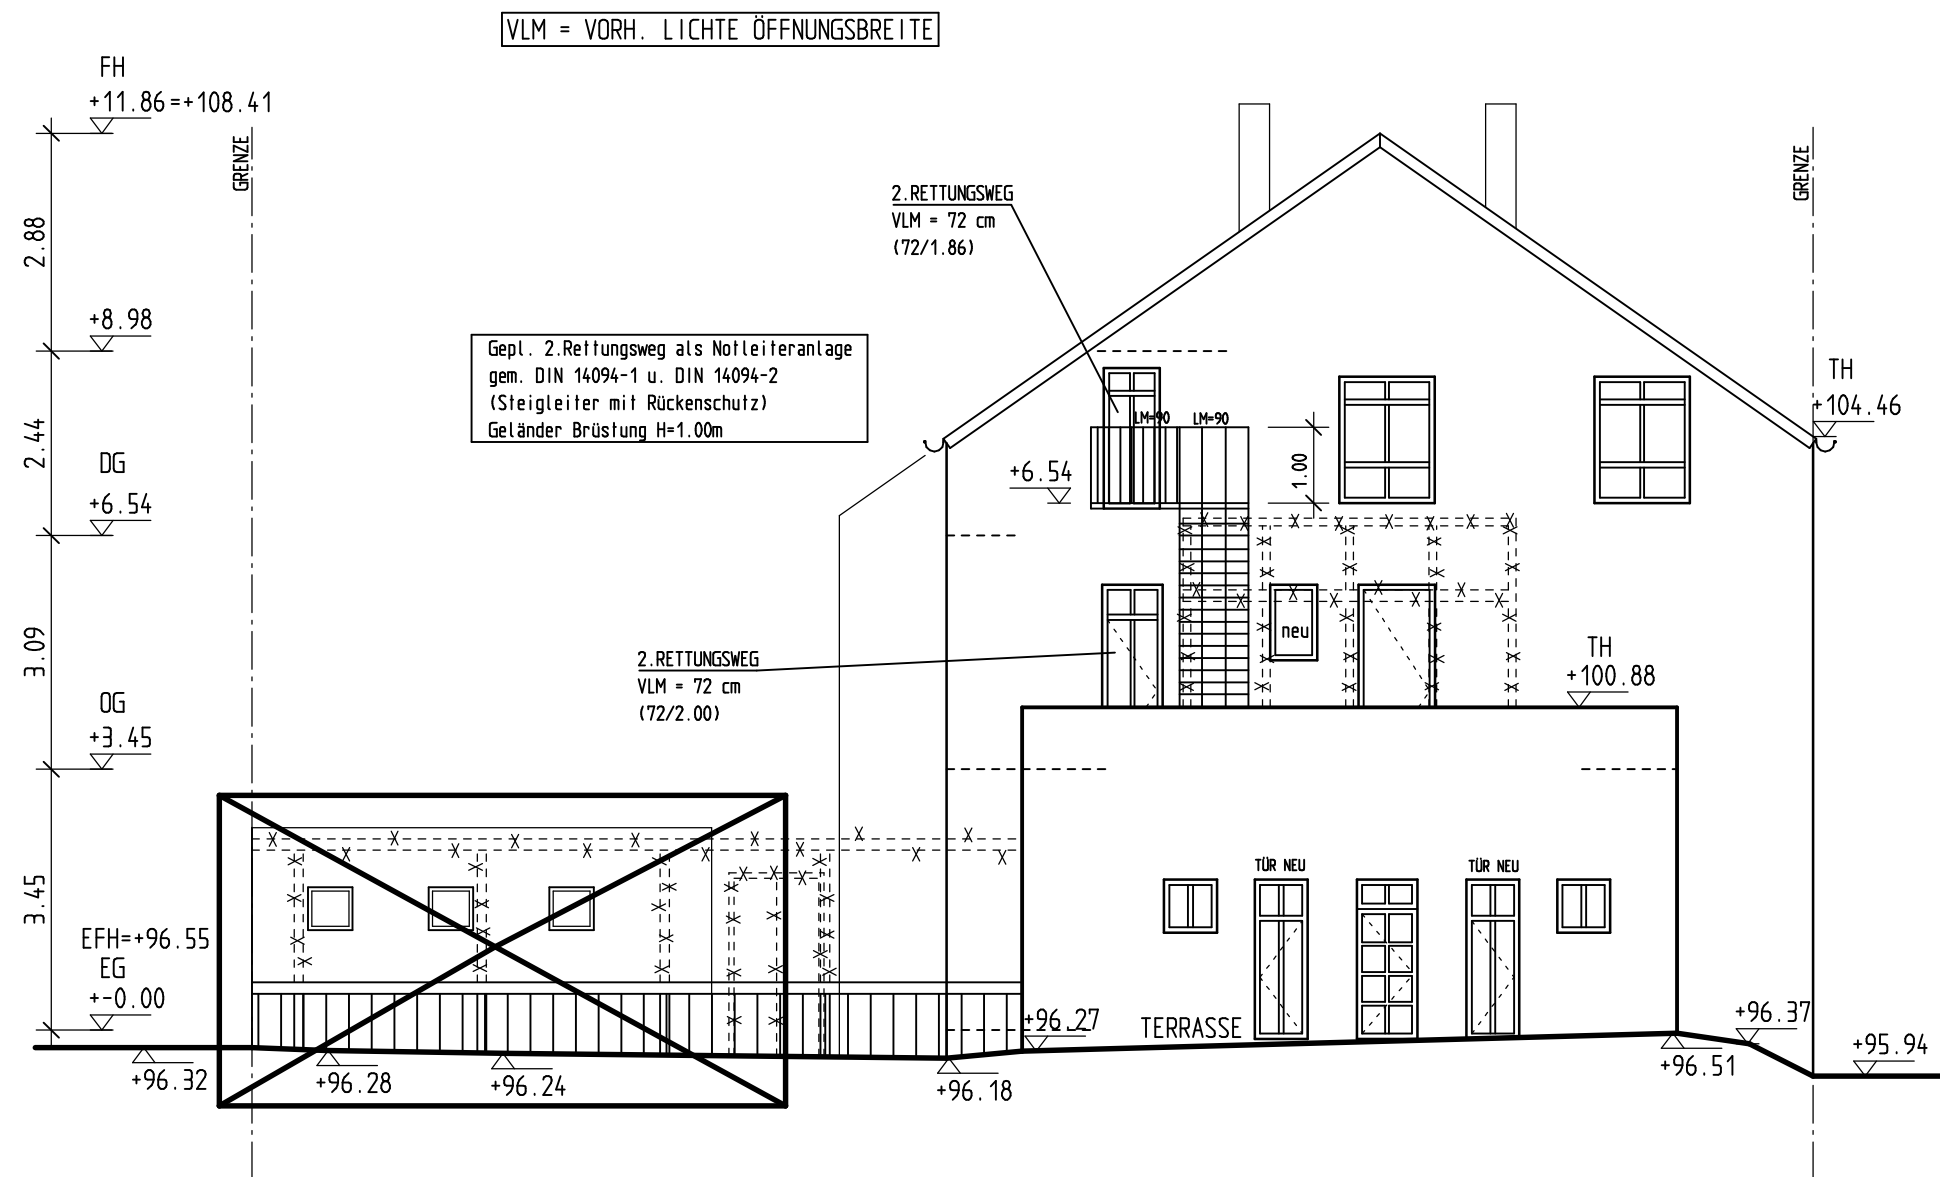 VLM = VORH. LICHTE ÖFFNUNGSBREITE
FH
+11.86=+108.41
GRENZE
GRENZE
2.88
2.RETTUNGSWEG
VLM = 72 cm
(72/1.86)
+8.98
Gepl. 2.Rettungsweg als Notleiteranlage
gem. DIN 14094-1 u. DIN 14094-2
(Steigleiter mit Rückenschutz)
Geländer Brüstung H=1.00m
TH
+104.46
LM=90
LM=90
2.44
DG
+6.54
+6.54
1.00
3.09
neu
2.RETTUNGSWEG
VLM = 72 cm
(72/2.00)
TH
+100.88
OG
+3.45
3.45
TÜR NEU
TÜR NEU
EFH=+96.55
EG
+-0.00
+96.27
TERRASSE
+96.37
+95.94
+96.32
+96.28
+96.24
+96.18
+96.51